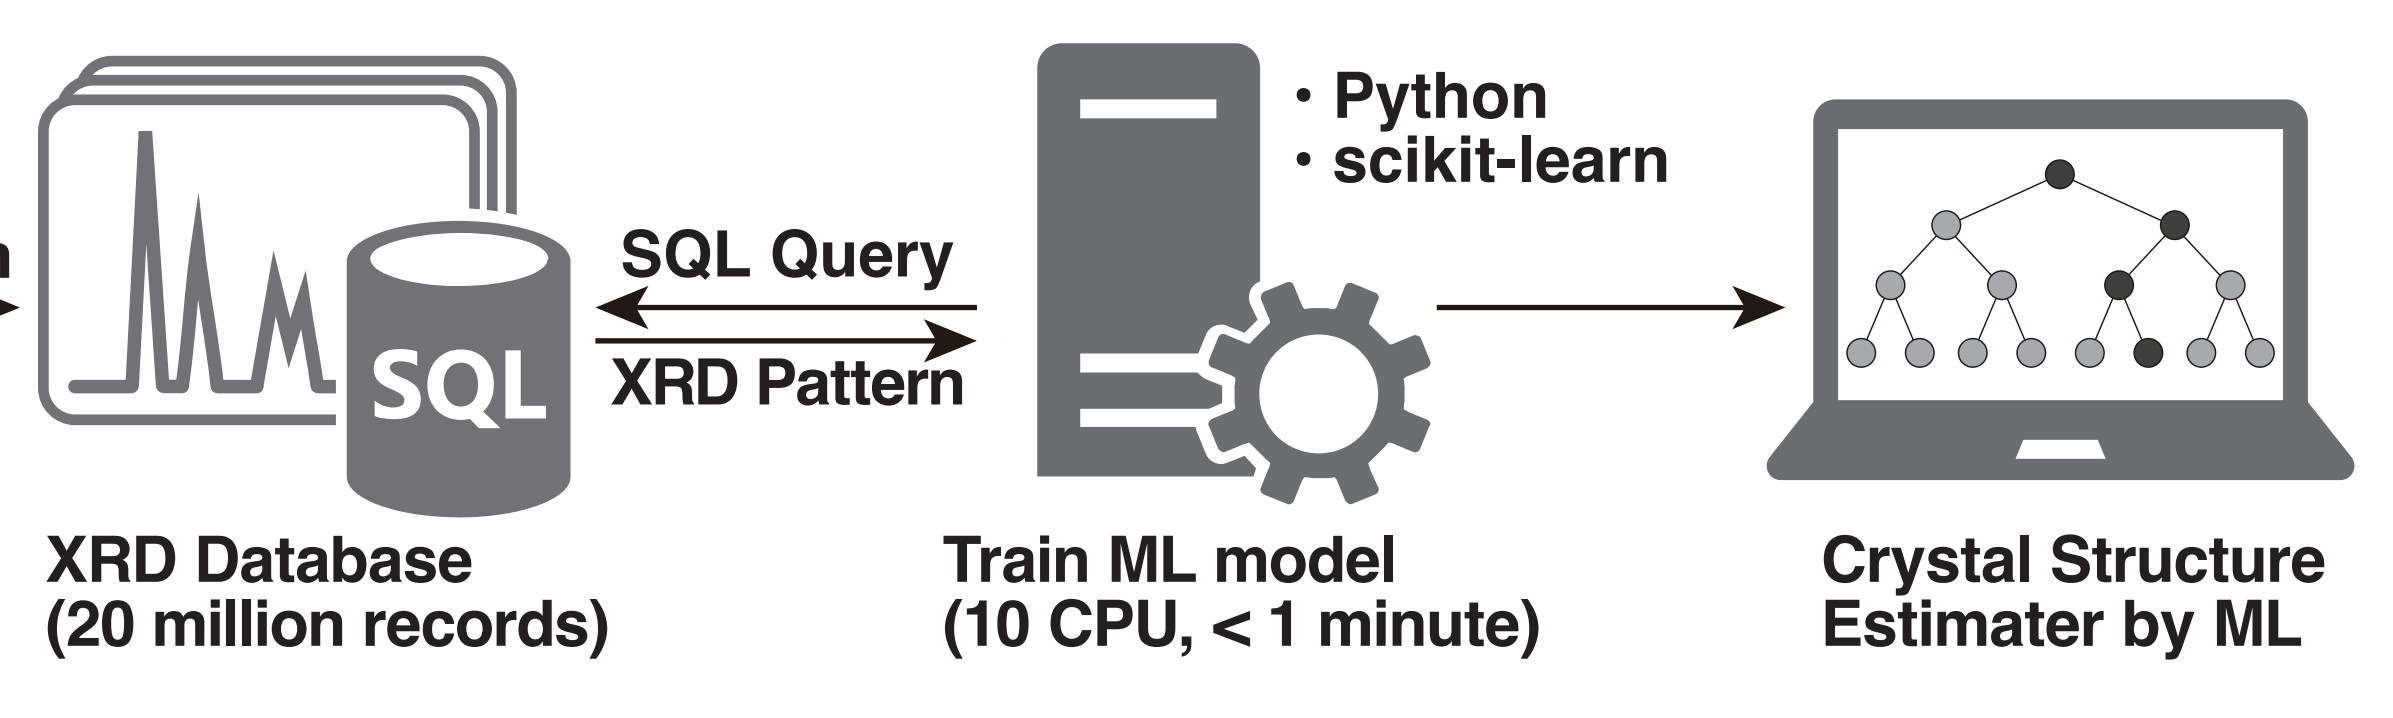 SQL
SQL Query
XRD Pattern
• Python
• scikit-learn
XRD Database
(20 million records)
Train ML model
(10 CPU, < 1 minute)
Crystal Structure
Estimater by ML